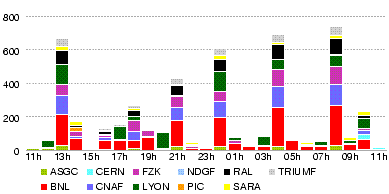 800
600
400
200
0
11h 13h 15h 17h 19h 21h 23h 01h 03h 05h 07h 09h 11h
ASGC CERN FZK NDGF RAL TRIUMF
BNL CNAF LYON PIC SARA